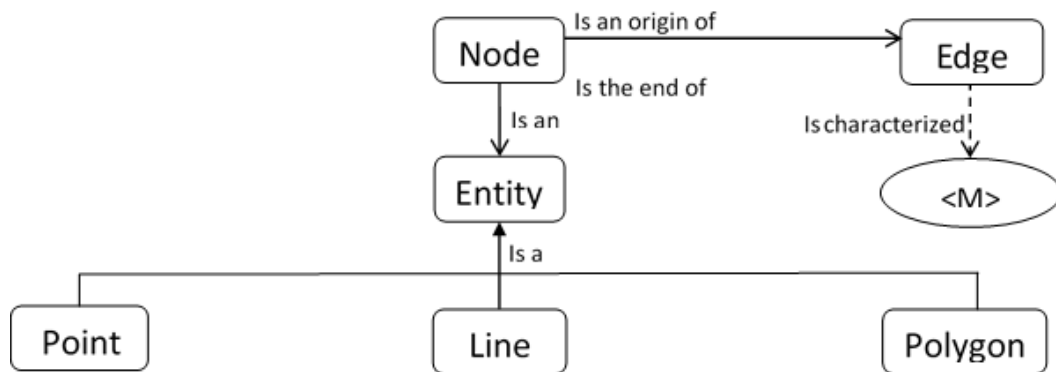 Is an origin of
Node
Edge
Is the end of
Is an
Is characterized
Entity
<M>
Is a
Point
Line
Polygon